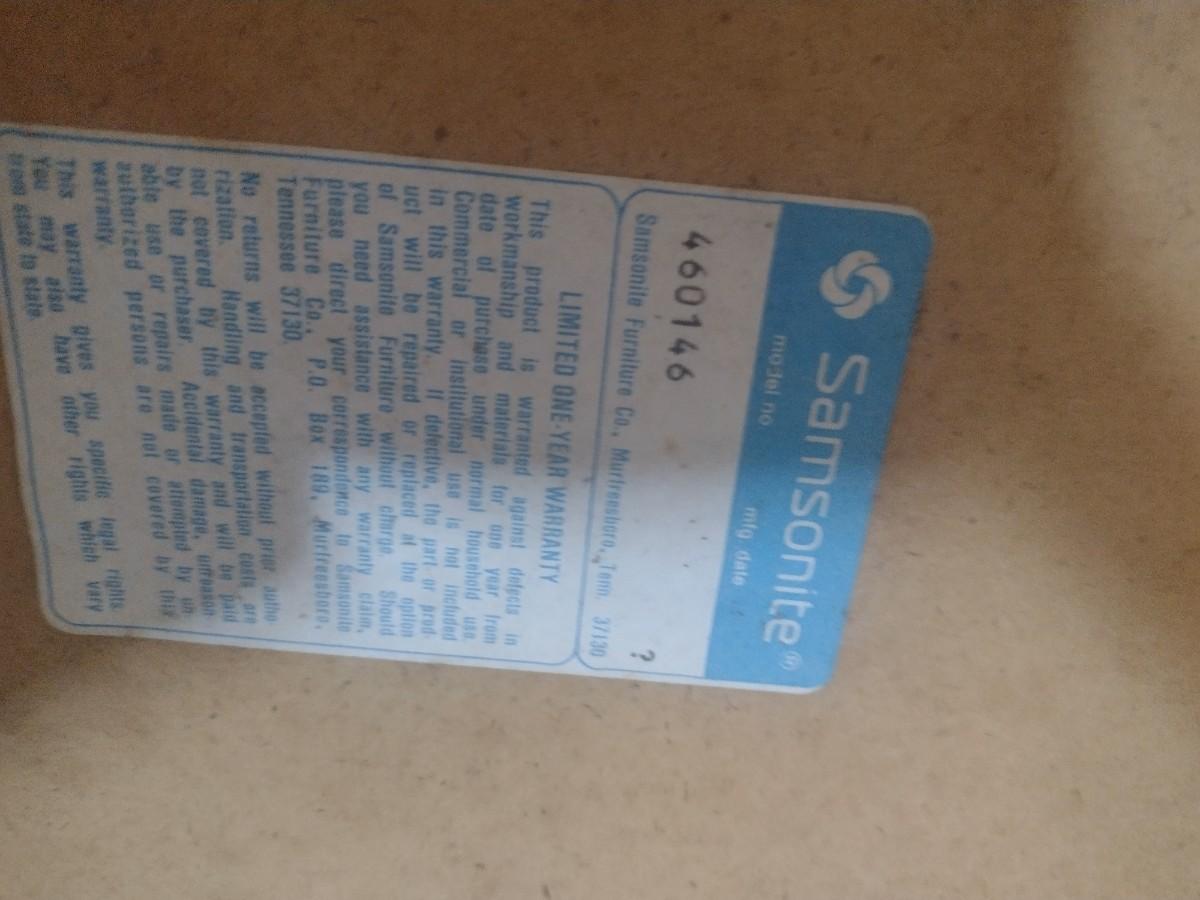 Samsonite®
model no mfg. date
460146
?
Samsonite Furniture Co., Murfreesboro, Tenn. 37130
LIMITED ONE-YEAR WARRANTY
This product is warranted against defects in
workmanship and materials for one year from
date of purchase under normal household use.
Commercial or institutional use is not included
in this warranty. If defective, the part or prod-
uct will be repaired or replaced at the option
of Samsonite Furniture without charge. Should
you need assistance with any warranty claim,
please direct your correspondence to Samsonite
Furniture Co., P.O. Box 189, Murfreesboro,
Tennessee 37130.
No returns will be accepted without prior autho-
rization. Handling and transportation costs are
not covered by this warranty and will be paid
by the purchaser. Accidental damage, unreason-
able use or repairs made or attempted by un-
authorized persons are not covered by this
warranty.
This warranty gives you specific legal rights.
You may also have other rights which very
from state to state.